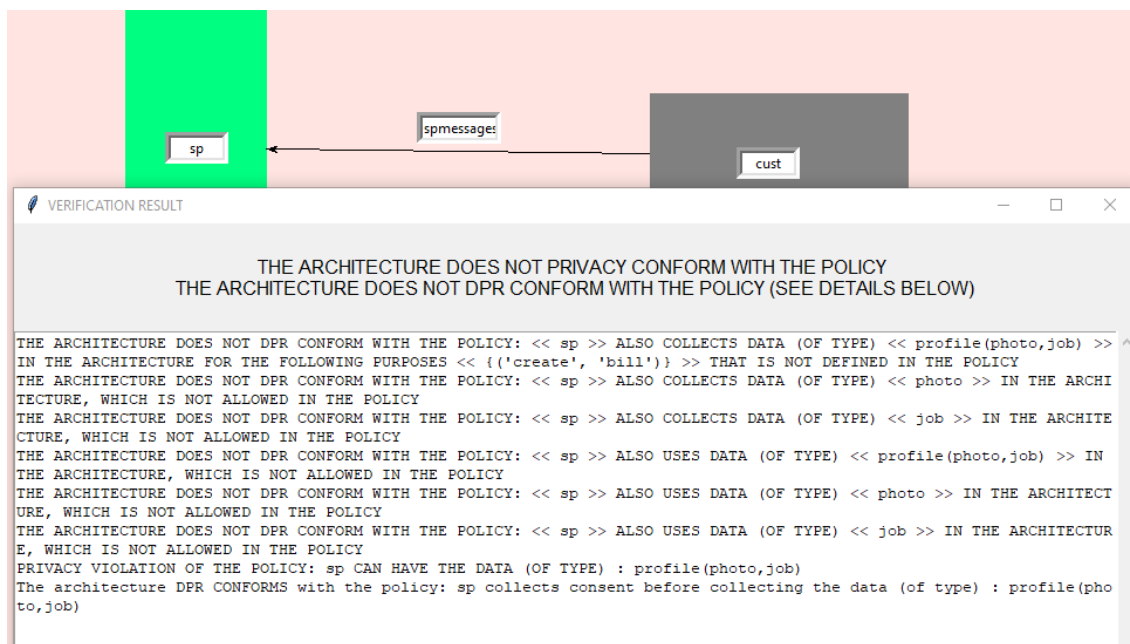 spmessages
sp
cust
VERIFICATION RESULT
THE ARCHITECTURE DOES NOT PRIVACY CONFORM WITH THE POLICY
THE ARCHITECTURE DOES NOT DPR CONFORM WITH THE POLICY (SEE DETAILS BELOW)
THE ARCHITECTURE DOES NOT DPR CONFORM WITH THE POLICY: << sp >> ALSO COLLECTS DATA (OF TYPE) << profile(photo,job) >>
IN THE ARCHITECTURE FOR THE FOLLOWING PURPOSES << {('create', 'bill')} >> THAT IS NOT DEFINED IN THE POLICY
THE ARCHITECTURE DOES NOT DPR CONFORM WITH THE POLICY: << sp >> ALSO COLLECTS DATA (OF TYPE) << photo >> IN THE ARCHI
TECTURE, WHICH IS NOT ALLOWED IN THE POLICY
THE ARCHITECTURE DOES NOT DPR CONFORM WITH THE POLICY: << sp >> ALSO COLLECTS DATA (OF TYPE) << job >> IN THE ARCHITE
CTURE, WHICH IS NOT ALLOWED IN THE POLICY
THE ARCHITECTURE DOES NOT DPR CONFORM WITH THE POLICY: << sp >> ALSO USES DATA (OF TYPE) << profile(photo,job) >> IN
THE ARCHITECTURE, WHICH IS NOT ALLOWED IN THE POLICY
THE ARCHITECTURE DOES NOT DPR CONFORM WITH THE POLICY: << sp >> ALSO USES DATA (OF TYPE) << photo >> IN THE ARCHITECT
URE, WHICH IS NOT ALLOWED IN THE POLICY
THE ARCHITECTURE DOES NOT DPR CONFORM WITH THE POLICY: << sp >> ALSO USES DATA (OF TYPE) << job >> IN THE ARCHITECTUR
E, WHICH IS NOT ALLOWED IN THE POLICY
PRIVACY VIOLATION OF THE POLICY: sp CAN HAVE THE DATA (OF TYPE) : profile(photo,job)
The architecture DPR CONFORMS with the policy: sp collects consent before collecting the data (of type) : profile(pho
to,job)